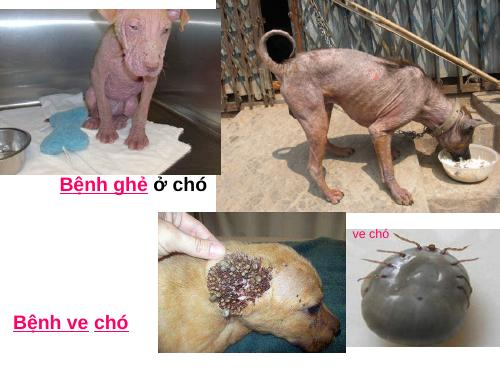 Bệnh ghẻ ở chó
ve chó
Bệnh ve chó